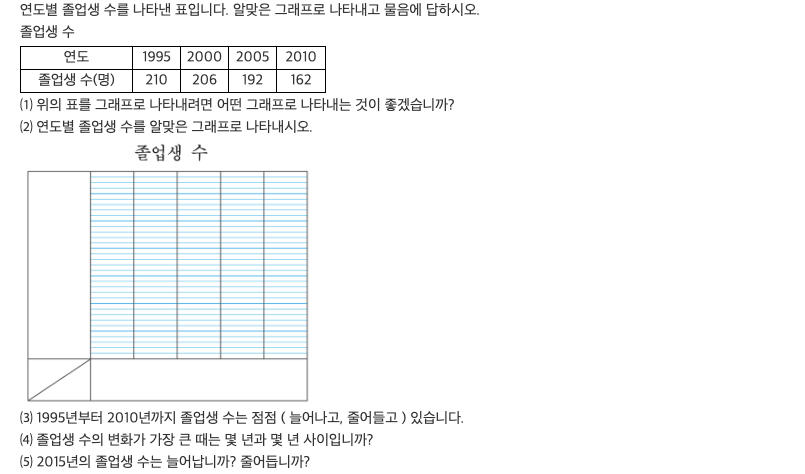 연도별 졸업생 수를 나타낸 표입니다. 알맞은 그래프로 나타내고 물음에 답하시오.
졸업생 수
연도 1995 2000 2005 2010
졸업생 수(명) 210 206 192 162
(1) 위의 표를 그래프로 나타내려면 어떤 그래프로 나타내는 것이 좋겠습니까?
(2) 연도별 졸업생 수를 알맞은 그래프로 나타내시오.
졸업생 수
(3) 1995년부터 2010년까지 졸업생 수는 점점 ( 늘어나고, 줄어들고 ) 있습니다.
(4) 졸업생 수의 변화가 가장 큰 때는 몇 년과 몇 년 사이입니까?
(5) 2015년의 졸업생 수는 늘어납니까? 줄어듭니까?